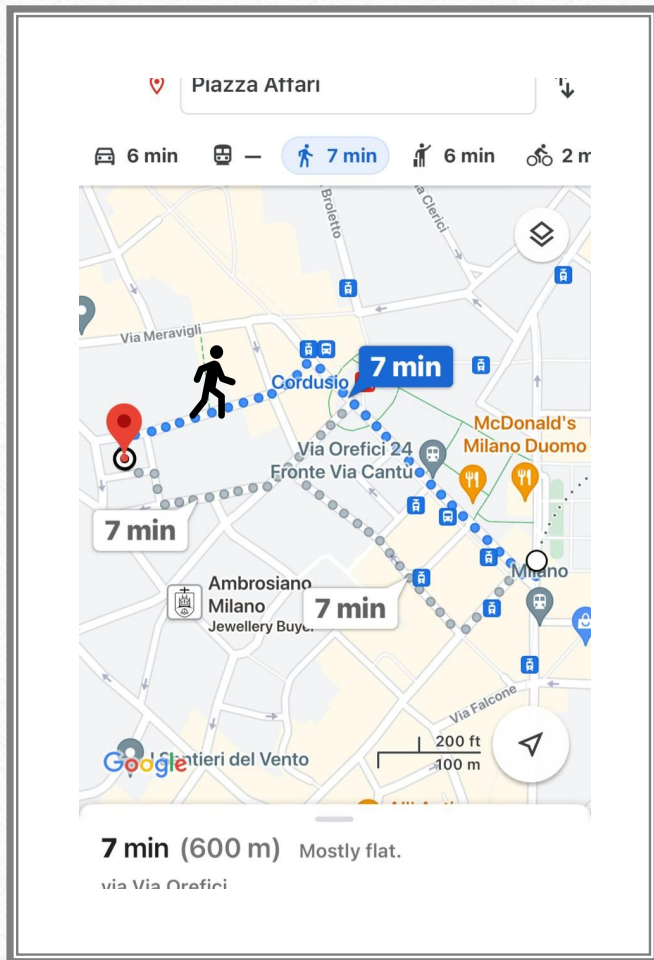 Piazza Affari
6 min
—
7 min
6 min
2 m
Broletto
a Clerici
Via Meravigli
7 min
Cordusio
McDonald's
Milano Duomo
Via Orefici 24
Fronte Via Cantù
7 min
Milano
Ambrosiano
Milano
Jewellery Buyer
7 min
Via Falcone
200 ft
100 m
Google
I Sentieri del Vento
7 min (600 m) Mostly flat.
via Via Orefici